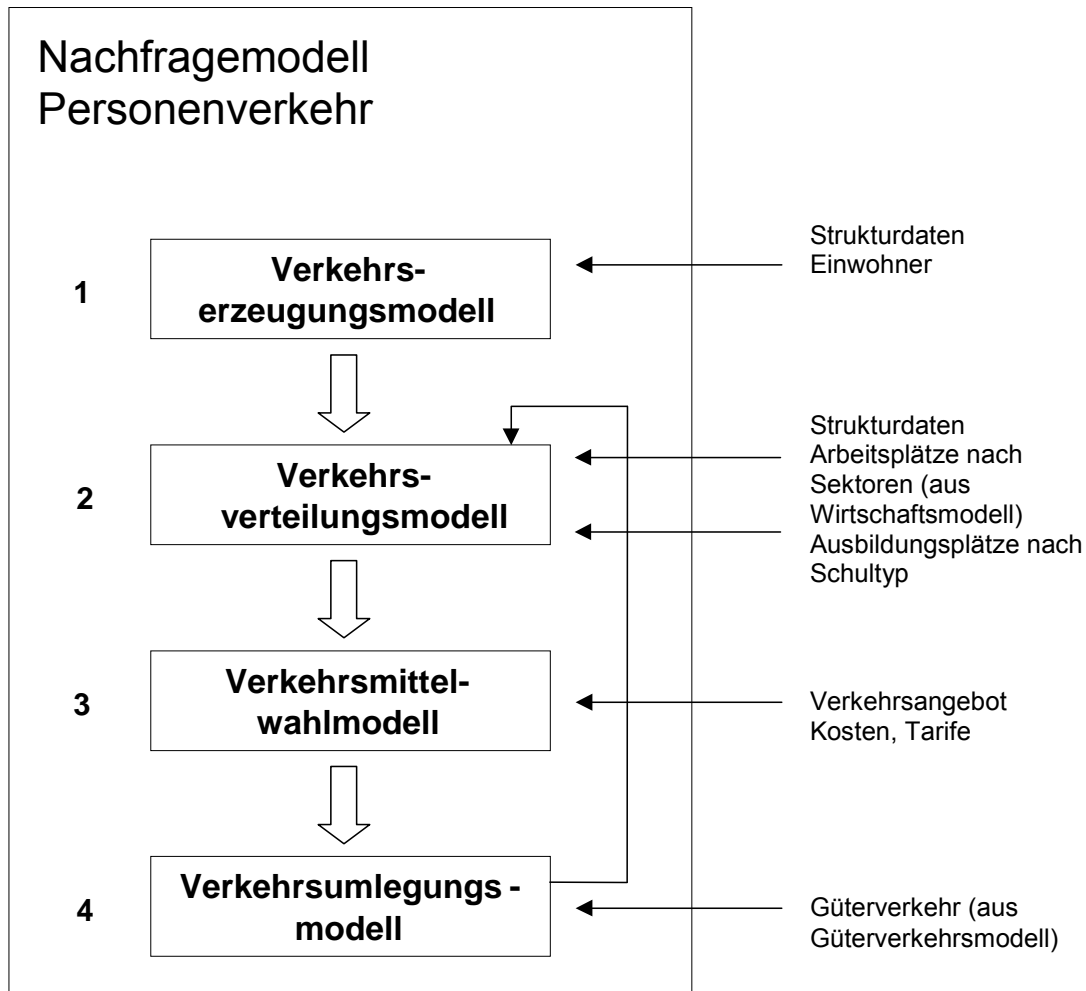 Nachfragemodell
Personenverkehr
1
Verkehrs-
erzeugungsmodell
Strukturdaten
Einwohner
2
Verkehrs-
verteilungsmodell
Strukturdaten
Arbeitsplätze nach
Sektoren (aus
Wirtschaftsmodell)
Ausbildungsplätze nach
Schultyp
3
Verkehrsmittel-
wahlmodell
Verkehrsangebot
Kosten, Tarife
4
Verkehrsumlegungs -
modell
Güterverkehr (aus
Güterverkehrsmodell)